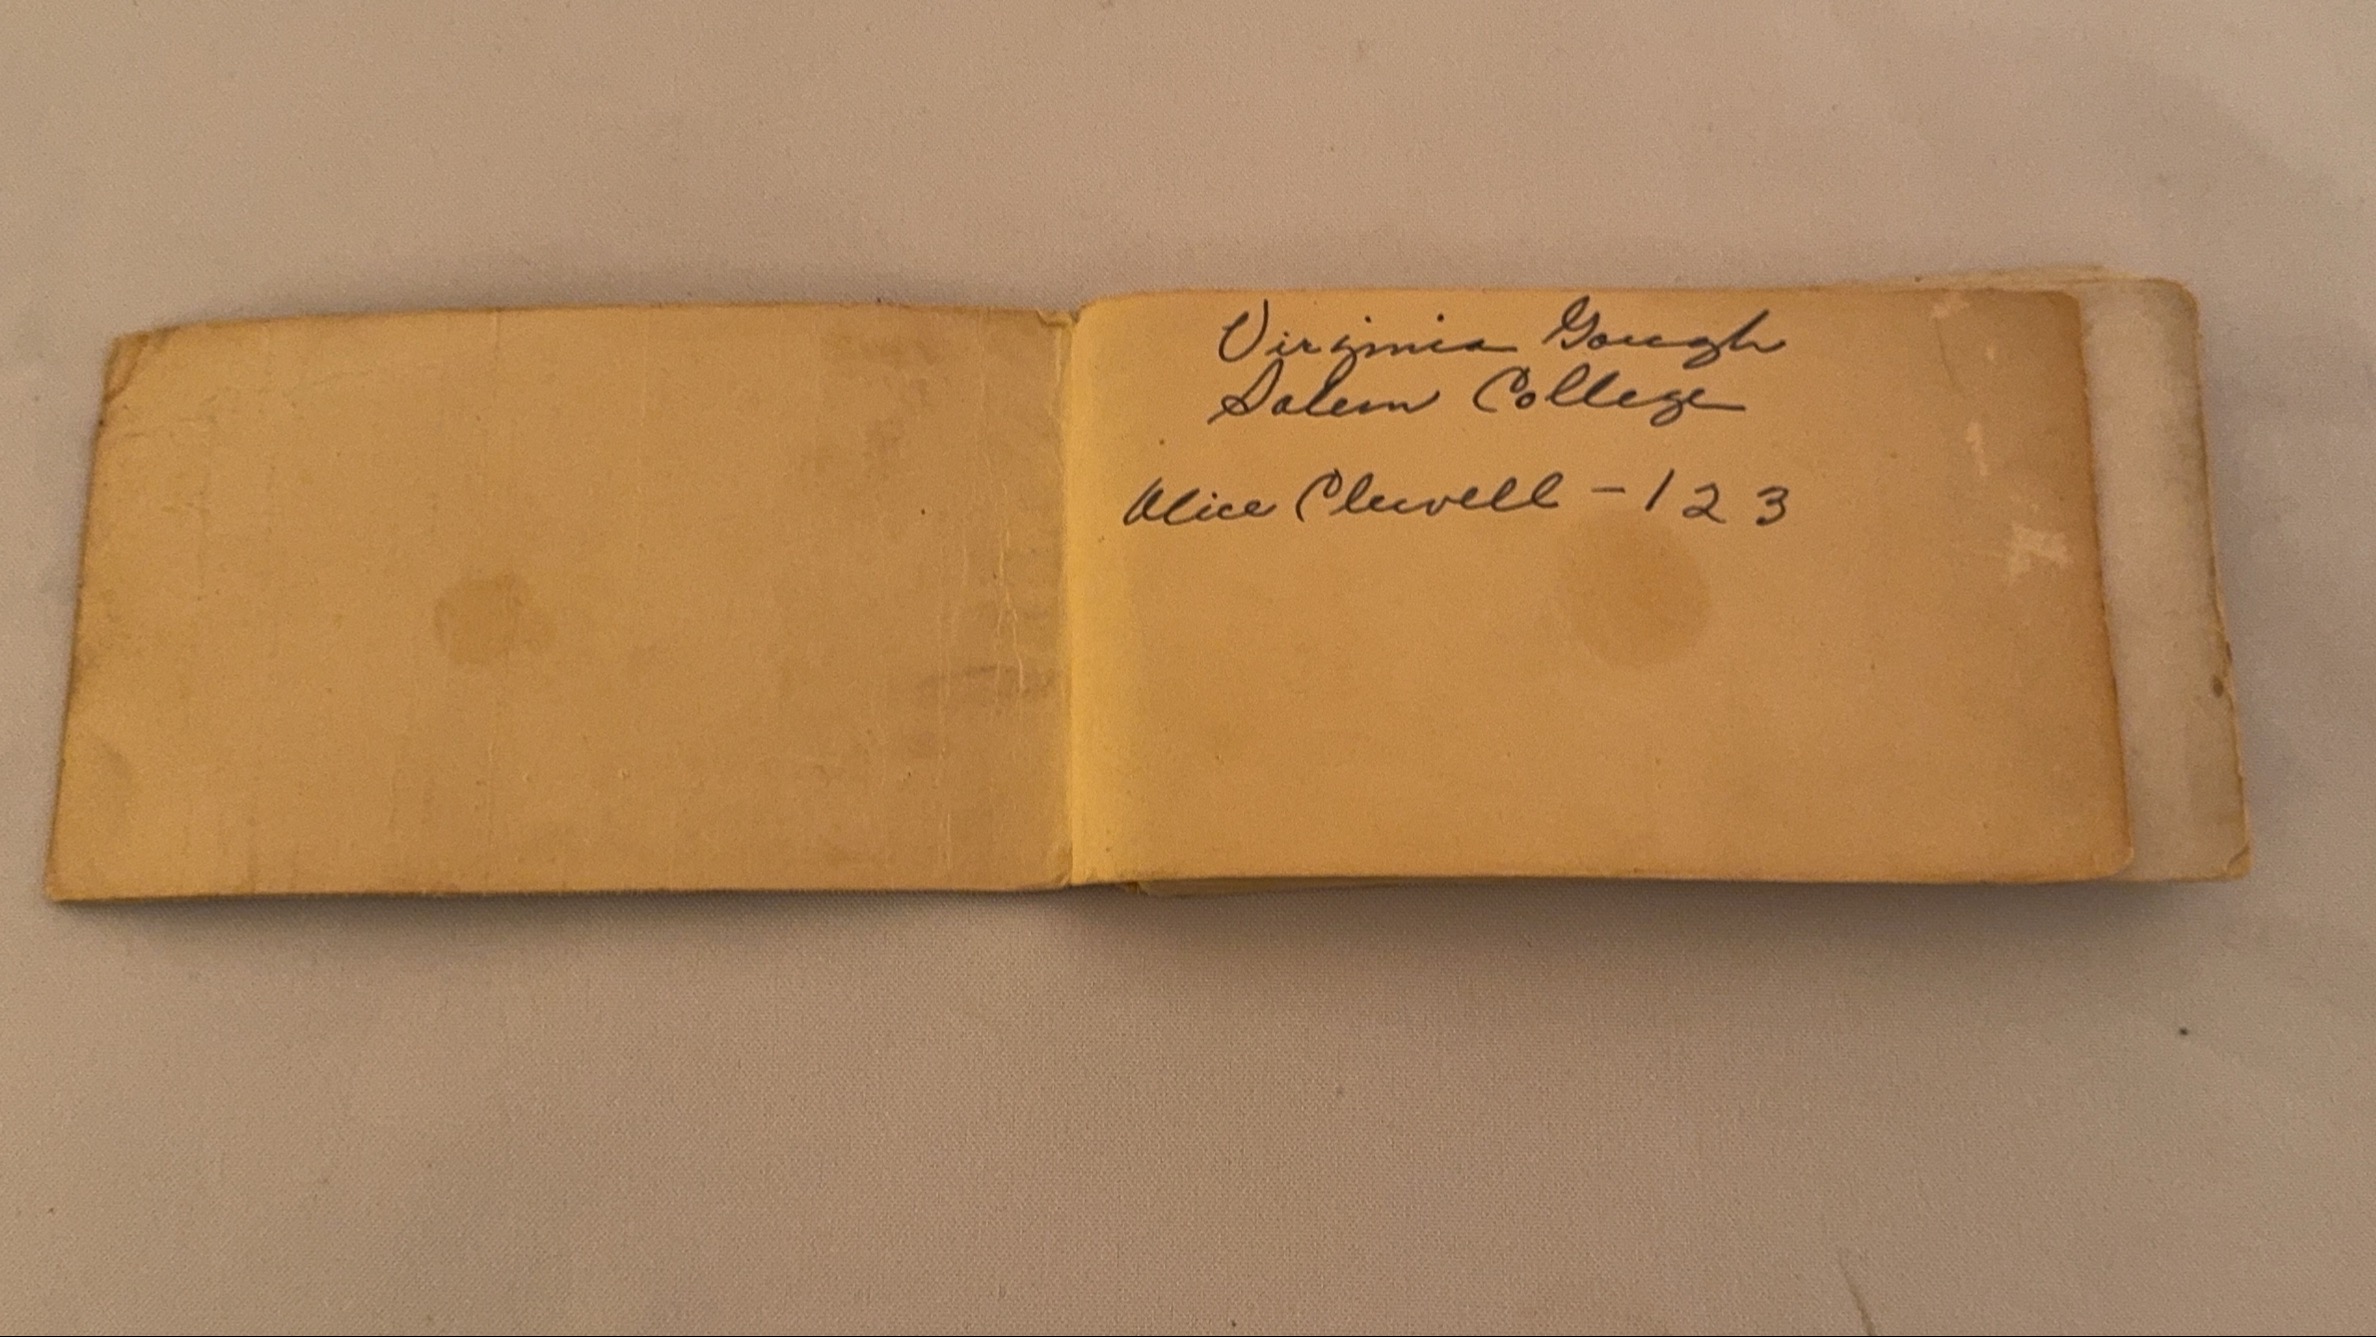 Virginia Gough
Salem College
Alice Clewell - 123